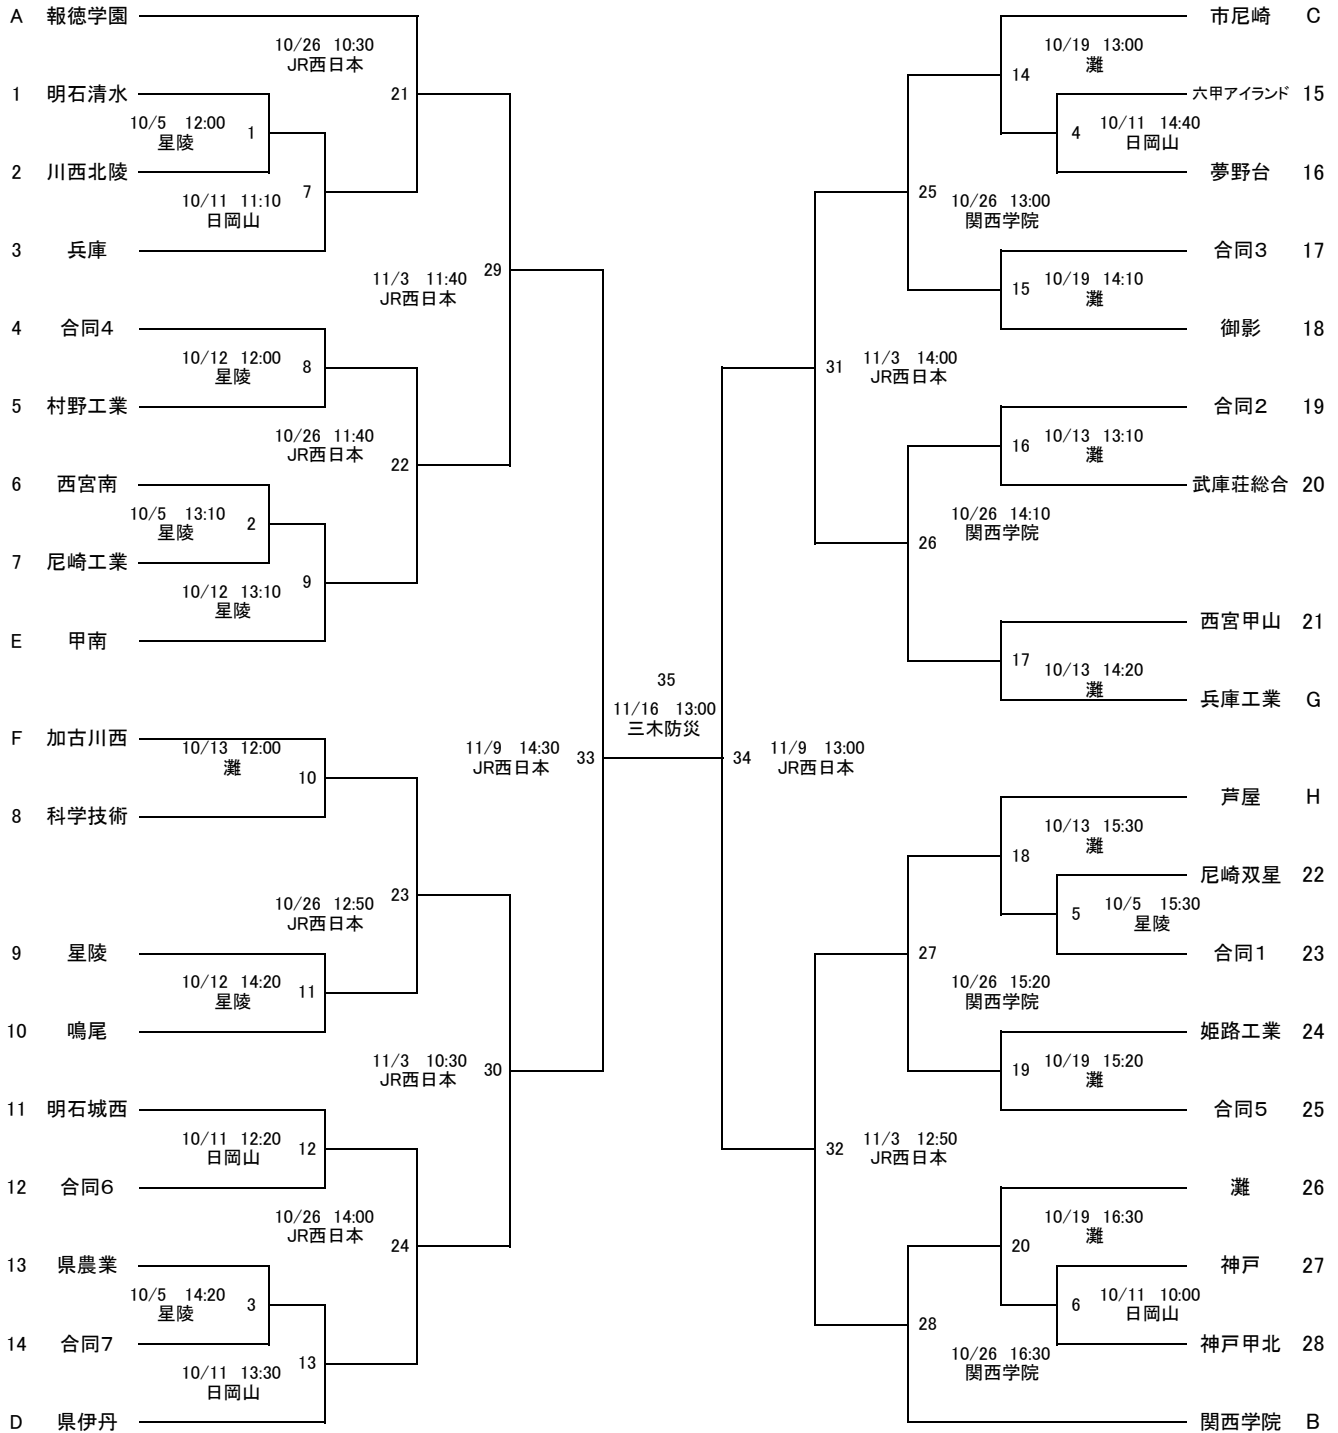 A 報徳学園
10/26 10:30
JR西日本
21
1 明石清水
10/5 12:00
星陵
1
2 川西北陵
10/11 11:10
日岡山
7
3 兵庫
11/3 11:40
JR西日本
29
4 合同4
10/12 12:00
星陵
8
5 村野工業
10/26 11:40
JR西日本
22
6 西宮南
10/5 13:10
星陵
2
7 尼崎工業
10/12 13:10
星陵
9
E 甲南
F 加古川西
10/13 12:00
灘
10
8 科学技術
11/9 14:30
JR西日本
33
10/26 12:50
JR西日本
23
9 星陵
10/12 14:20
星陵
11
10 鳴尾
11/3 10:30
JR西日本
30
11 明石城西
10/11 12:20
日岡山
12
12 合同6
10/26 14:00
JR西日本
24
13 県農業
10/5 14:20
星陵
3
14 合同7
10/11 13:30
日岡山
13
D 県伊丹
35
11/16 13:00
三木防災
市尼崎 C
14
10/19 13:00
灘
六甲アイランド 15
4
10/11 14:40
日岡山
夢野台 16
25
10/26 13:00
関西学院
合同3 17
15
10/19 14:10
灘
御影 18
31
11/3 14:00
JR西日本
合同2 19
16
10/13 13:10
灘
武庫荘総合 20
10/26 14:10
関西学院
26
西宮甲山 21
17
10/13 14:20
灘
兵庫工業 G
34
11/9 13:00
JR西日本
芦屋 H
10/13 15:30
灘
18
尼崎双星 22
5
10/5 15:30
星陵
合同1 23
27
10/26 15:20
関西学院
姫路工業 24
19
10/19 15:20
灘
合同5 25
32
11/3 12:50
JR西日本
灘 26
10/19 16:30
灘
20
神戸 27
6
10/11 10:00
日岡山
神戸甲北 28
28
10/26 16:30
関西学院
関西学院 B